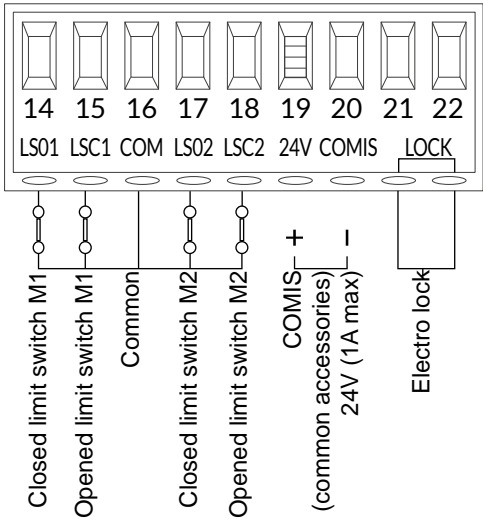 14 15 16 17 18 19 20 21 22
LS01 LSC1 COM LS02 LSC2 24V COMIS LOCK
+ −
Closed limit switch M1
Opened limit switch M1
Common
Closed limit switch M2
Opened limit switch M2
COMIS
(common accessories)
24V (1A max)
Electro lock